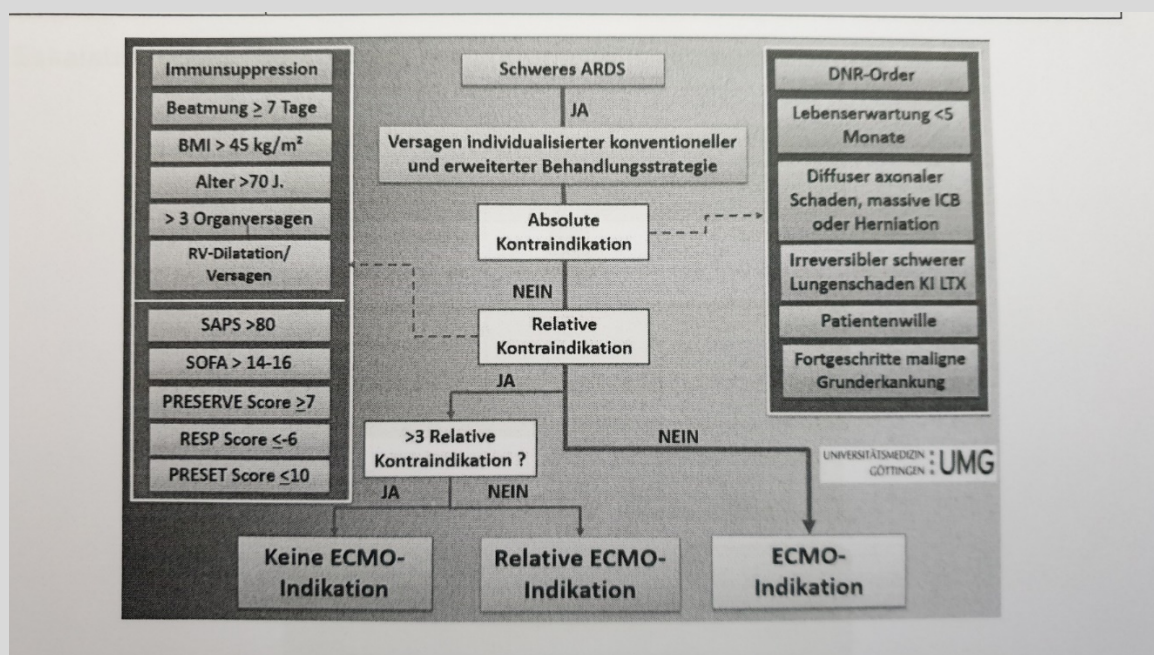 Immunsuppression
Beatmung ≥ 7 Tage
BMI > 45 kg/m²
Alter >70 J.
> 3 Organversagen
RV-Dilatation/
Versagen
SAPS >80
SOFA > 14-16
PRESERVE Score ≥7
RESP Score ≤-6
PRESET Score ≤10
Schweres ARDS
JA
Versagen individualisierter konventioneller
und erweiterter Behandlungsstrategie
Absolute
Kontraindikation
NEIN
Relative
Kontraindikation
JA
NEIN
>3 Relative
Kontraindikation ?
JA
NEIN
Keine ECMO-
Indikation
Relative ECMO-
Indikation
ECMO-
Indikation
DNR-Order
Lebenserwartung <5
Monate
Diffuser axonaler
Schaden, massive ICB
oder Herniation
Irreversibler schwerer
Lungenschaden KI LTX
Patientenwille
Fortgeschritte maligne
Grunderkankung
UNIVERSITÄTSMEDIZIN
GÖTTINGEN
UMG